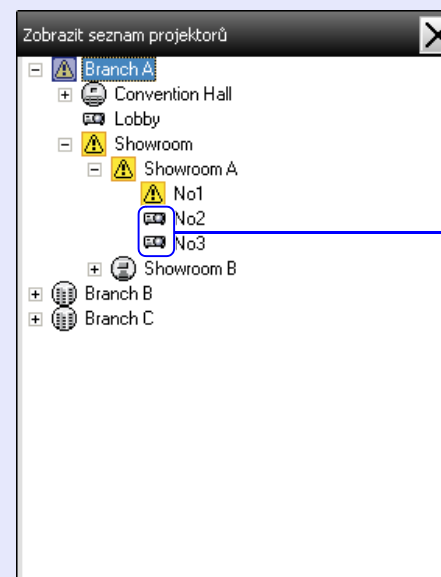 Zobrazit seznam projektorů
Branch A
Convention Hall
Lobby
Showroom
Showroom A
No1
No2
No3
Showroom B
Branch B
Branch C